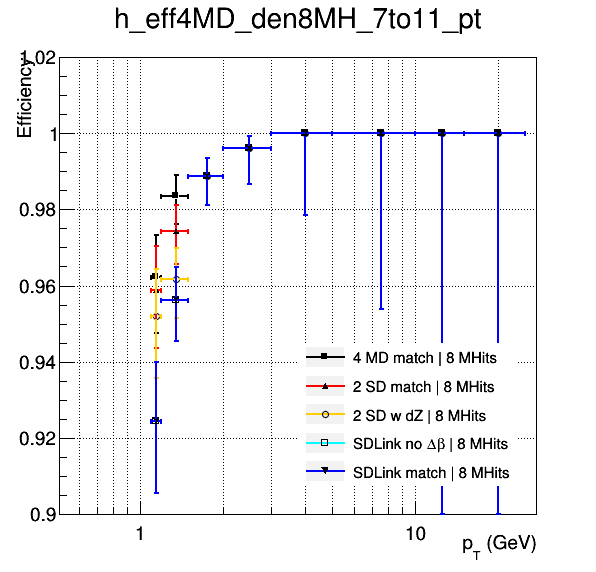 h_eff4MD_den8MH_7to11_pt
Efficiency
1.02
1
0.98
0.96
0.94
0.92
0.9
4 MD match | 8 MHits
2 SD match | 8 MHits
2 SD w dZ | 8 MHits
SDLink no Δβ | 8 MHits
SDLink match | 8 MHits
1
10
p_T (GeV)